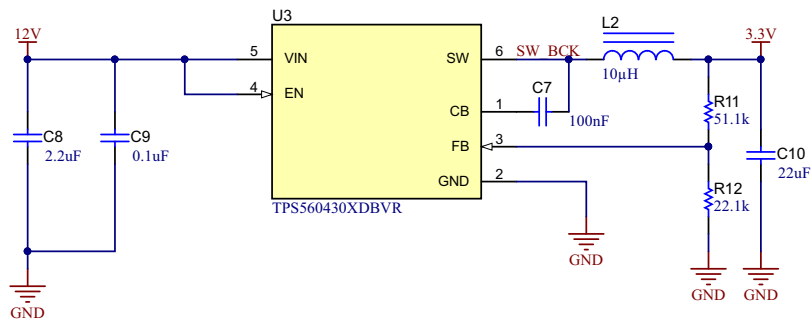 U3
12V
5
VIN
4
EN
SW
6
SW_BCK
L2
10µH
3.3V
CB
1
C7
100nF
FB
3
GND
2
TPS560430XDBVR
C8
2.2uF
C9
0.1uF
R11
51.1k
C10
22uF
R12
22.1k
GND
GND
GND
GND